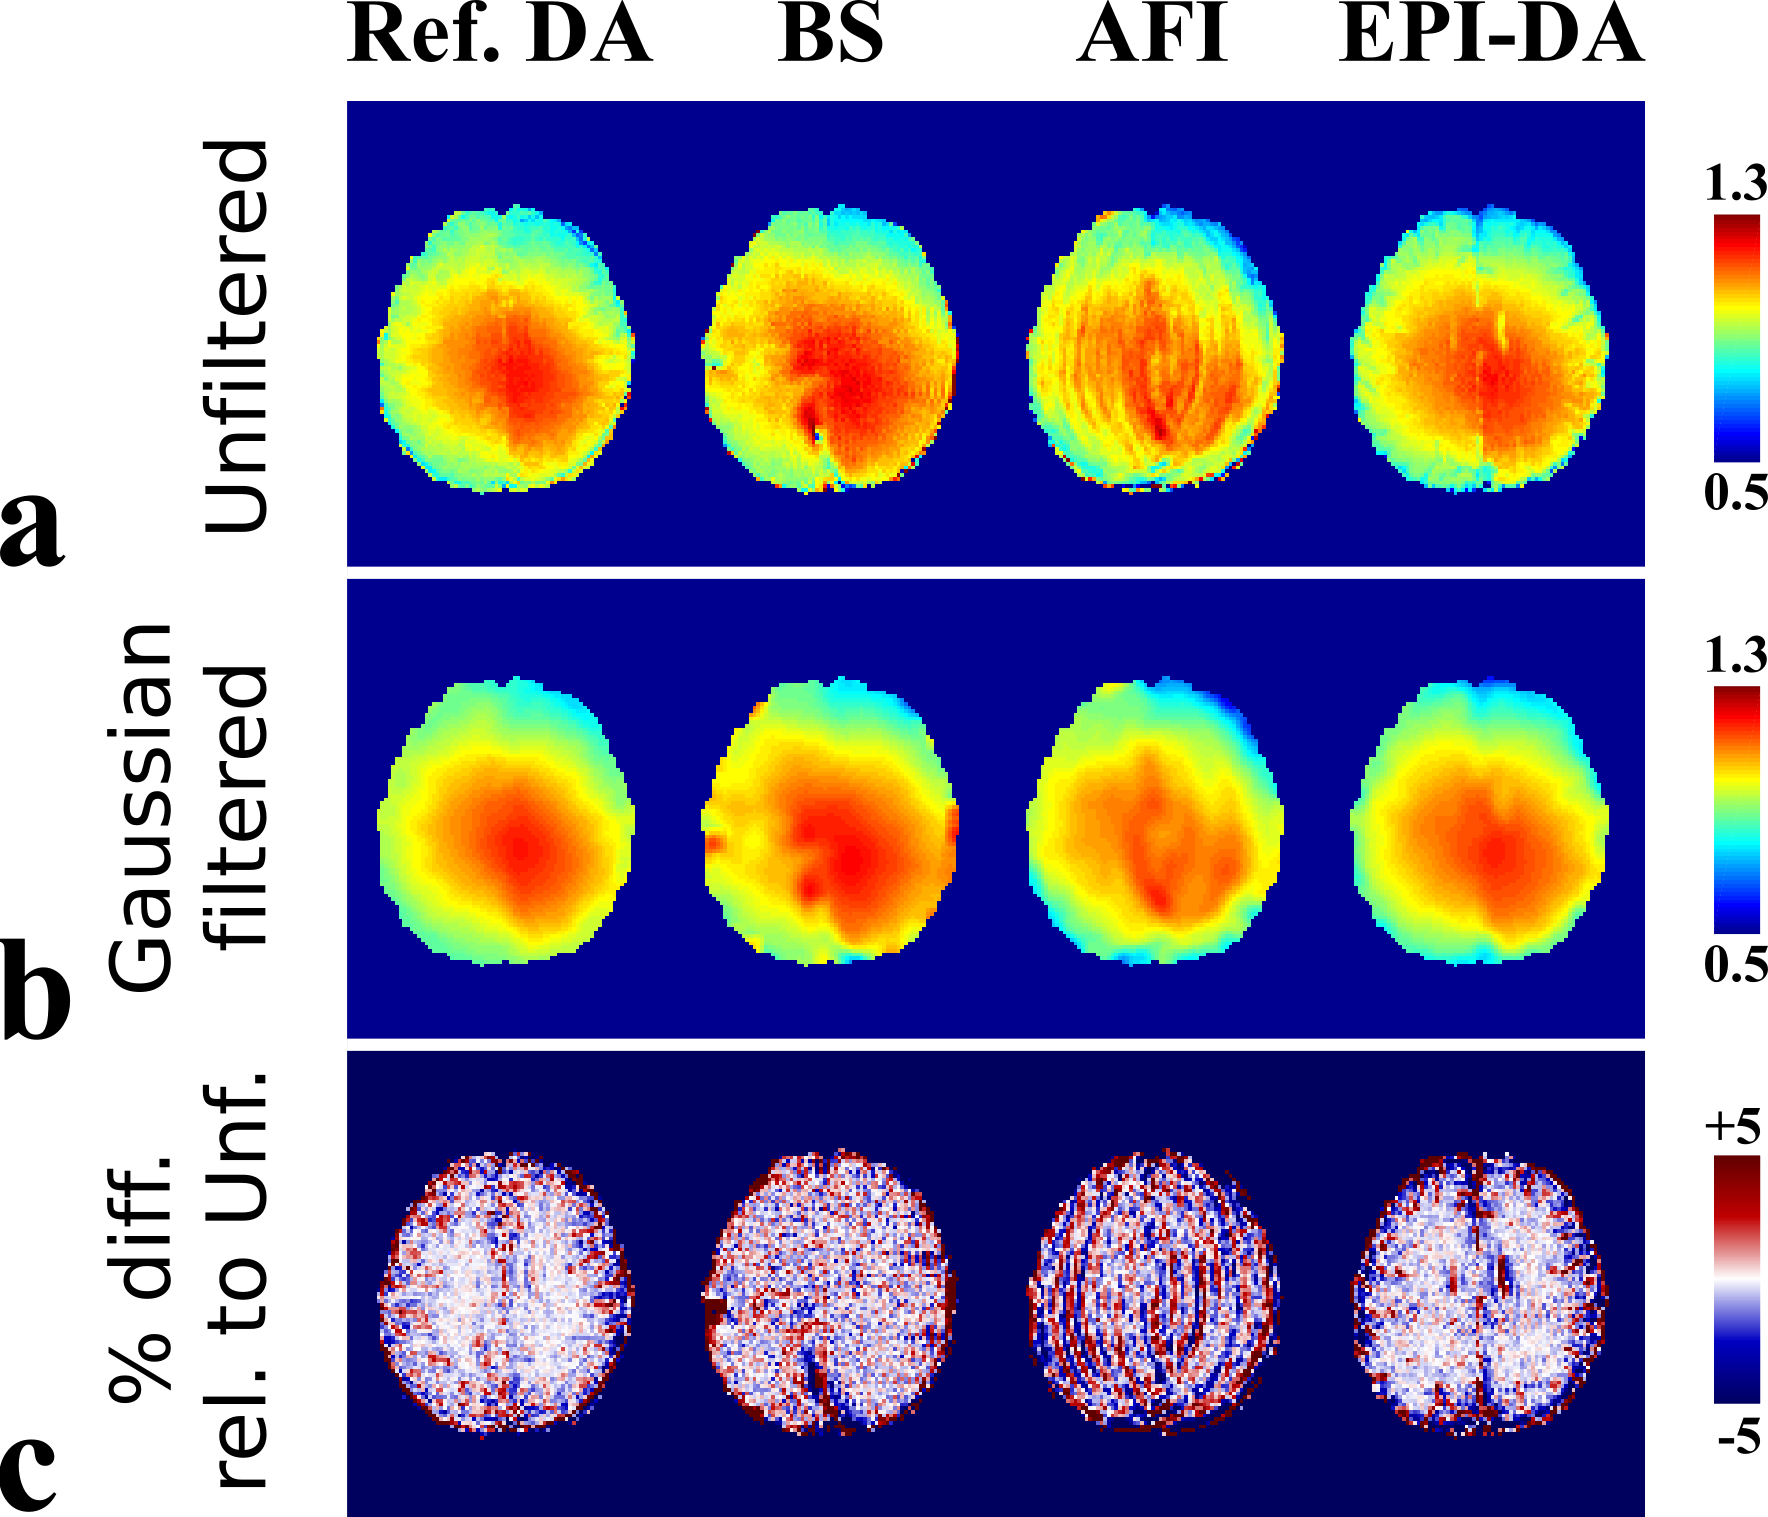 Ref. DA BS AFI EPI-DA
a
Unfiltered
1.3
0.5
b
Gaussian
filtered
1.3
0.5
c
% diff.
rel. to Unf.
+5
-5